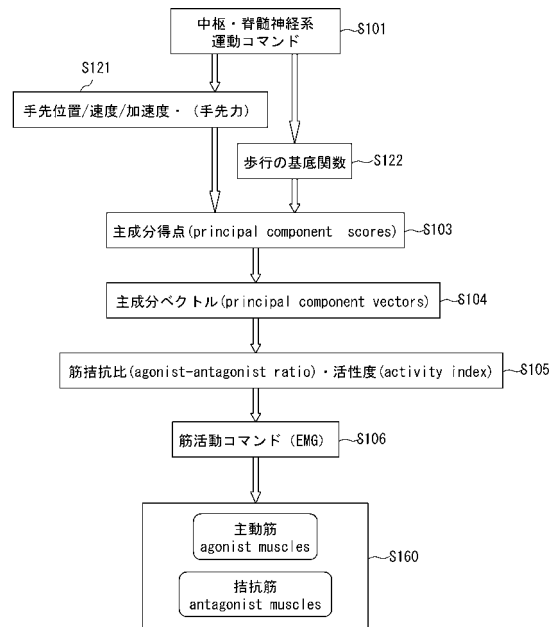 中枢・脊髄神経系
運動コマンド
S101
S121
手先位置/速度/加速度・（手先力）
歩行の基底関数
S122
主成分得点(principal component scores)
S103
主成分ベクトル(principal component vectors)
S104
筋拮抗比(agonist-antagonist ratio)・活性度(activity index)
S105
筋活動コマンド（EMG）
S106
主動筋
agonist muscles
S160
拮抗筋
antagonist muscles